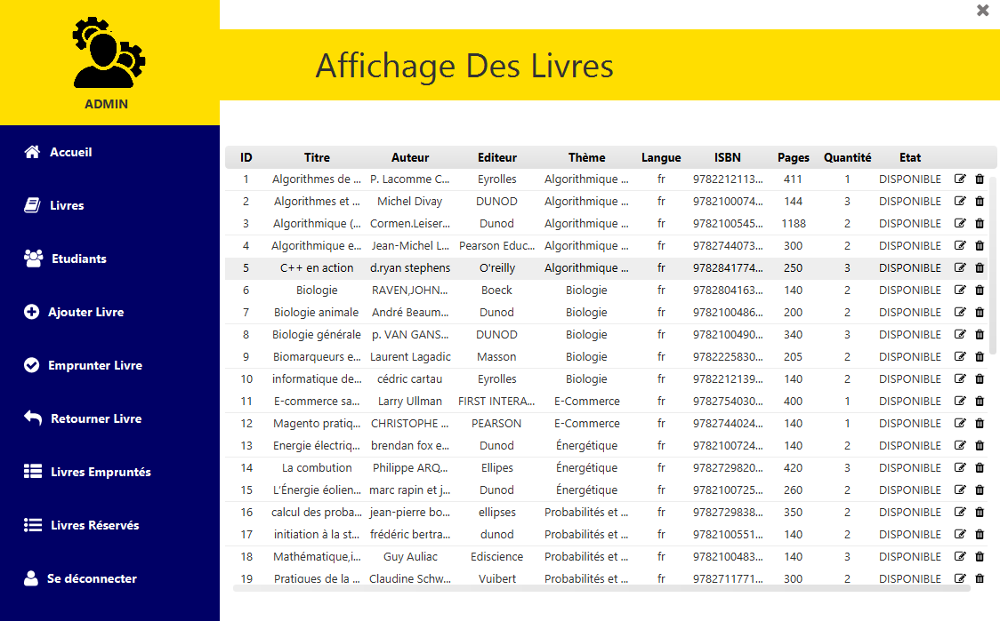 Affichage Des Livres
ADMIN
Accueil
Livres
Etudiants
Ajouter Livre
Emprunter Livre
Retourner Livre
Livres Empruntés
Livres Réservés
Se déconnecter
ID Titre Auteur Editeur Thème Langue ISBN Pages Quantité Etat
1 Algorithmes de ... P. Lacomme C... Eyrolles Algorithmique ... fr 9782212113... 411 1 DISPONIBLE
2 Algorithmes et ... Michel Divay DUNOD Algorithmique ... fr 9782100074... 144 3 DISPONIBLE
3 Algorithmique (... Cormen.Leiser... Dunod Algorithmique ... fr 9782100545... 1188 2 DISPONIBLE
4 Algorithmique e... Jean-Michel L... Pearson Educ... Algorithmique ... fr 9782744073... 300 2 DISPONIBLE
5 C++ en action d.ryan stephens O'reilly Algorithmique ... fr 9782841774... 250 3 DISPONIBLE
6 Biologie RAVEN,JOHN... Boeck Biologie fr 9782804163... 140 2 DISPONIBLE
7 Biologie animale André Beaum... Dunod Biologie fr 9782100486... 200 2 DISPONIBLE
8 Biologie générale p. VAN GANS... DUNOD Biologie fr 9782100490... 340 3 DISPONIBLE
9 Biomarqueurs e... Laurent Lagadic Masson Biologie fr 9782225830... 205 2 DISPONIBLE
10 informatique de... cédric cartau Eyrolles Biologie fr 9782212139... 140 2 DISPONIBLE
11 E-commerce sa... Larry Ullman FIRST INTERA... E-Commerce fr 9782754030... 400 1 DISPONIBLE
12 Magento pratiq... CHRISTOPHE ... PEARSON E-Commerce fr 9782744024... 140 1 DISPONIBLE
13 Energie électriq... brendan fox e... Dunod Énergétique fr 9782100724... 140 2 DISPONIBLE
14 La combution Philippe ARQ... Ellipes Énergétique fr 9782729820... 420 3 DISPONIBLE
15 L'Énergie éolien... marc rapin et j... Dunod Énergétique fr 9782100725... 260 2 DISPONIBLE
16 calcul des proba... jean-pierre bo... ellipses Probabilités et ... fr 9782729838... 350 2 DISPONIBLE
17 initiation à la st... frédéric bertra... dunod Probabilités et ... fr 9782100551... 140 2 DISPONIBLE
18 Mathématique,i... Guy Auliac Ediscience Probabilités et ... fr 9782100483... 140 3 DISPONIBLE
19 Pratiques de la ... Claudine Schw... Vuibert Probabilités et ... fr 9782711771... 300 2 DISPONIBLE